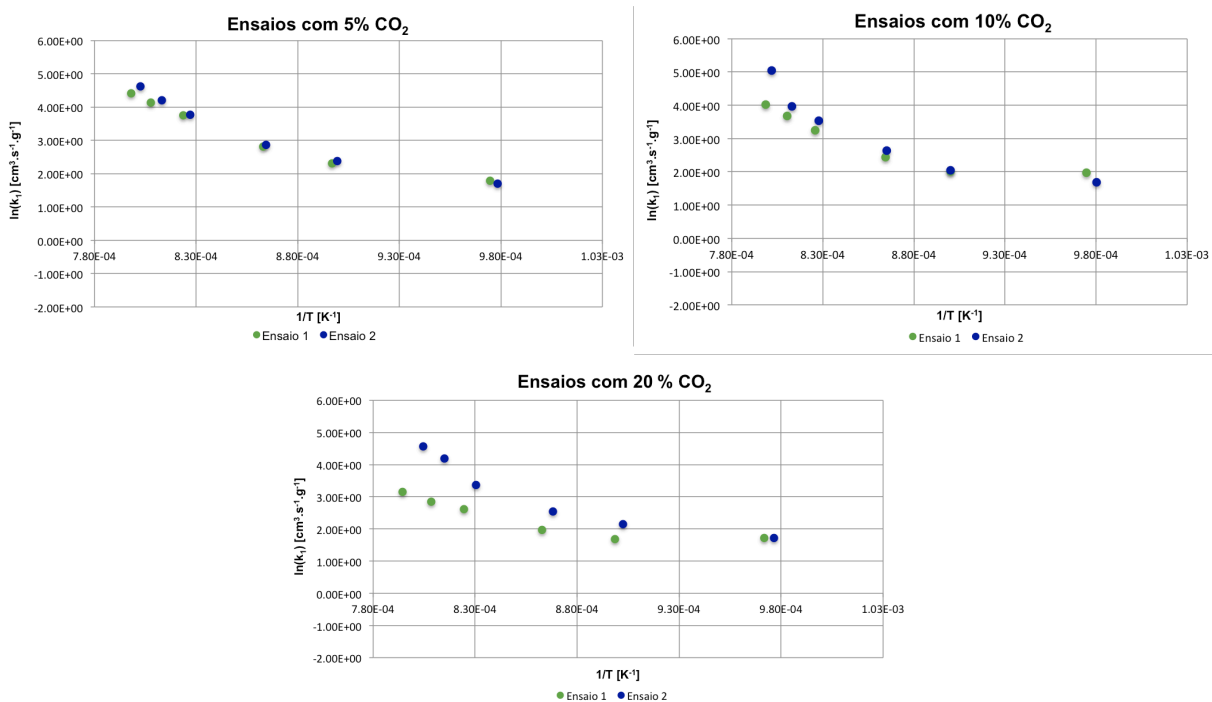 Ensaios com 5% CO₂
6.00E+00
5.00E+00
4.00E+00
3.00E+00
2.00E+00
1.00E+00
0.00E+00
-1.00E+00
-2.00E+00
7.80E-04 8.30E-04 8.80E-04 9.30E-04 9.80E-04 1.03E-03
ln(k₁) [cm³.s⁻¹.g⁻¹]
1/T [K⁻¹]
Ensaio 1 Ensaio 2
Ensaios com 10% CO₂
6.00E+00
5.00E+00
4.00E+00
3.00E+00
2.00E+00
1.00E+00
0.00E+00
-1.00E+00
-2.00E+00
7.80E-04 8.30E-04 8.80E-04 9.30E-04 9.80E-04 1.03E-03
ln(k₁) [cm³.s⁻¹.g⁻¹]
1/T [K⁻¹]
Ensaio 1 Ensaio 2
Ensaios com 20 % CO₂
6.00E+00
5.00E+00
4.00E+00
3.00E+00
2.00E+00
1.00E+00
0.00E+00
-1.00E+00
-2.00E+00
7.80E-04 8.30E-04 8.80E-04 9.30E-04 9.80E-04 1.03E-03
ln(k₁) [cm³.s⁻¹.g⁻¹]
1/T [K⁻¹]
Ensaio 1 Ensaio 2